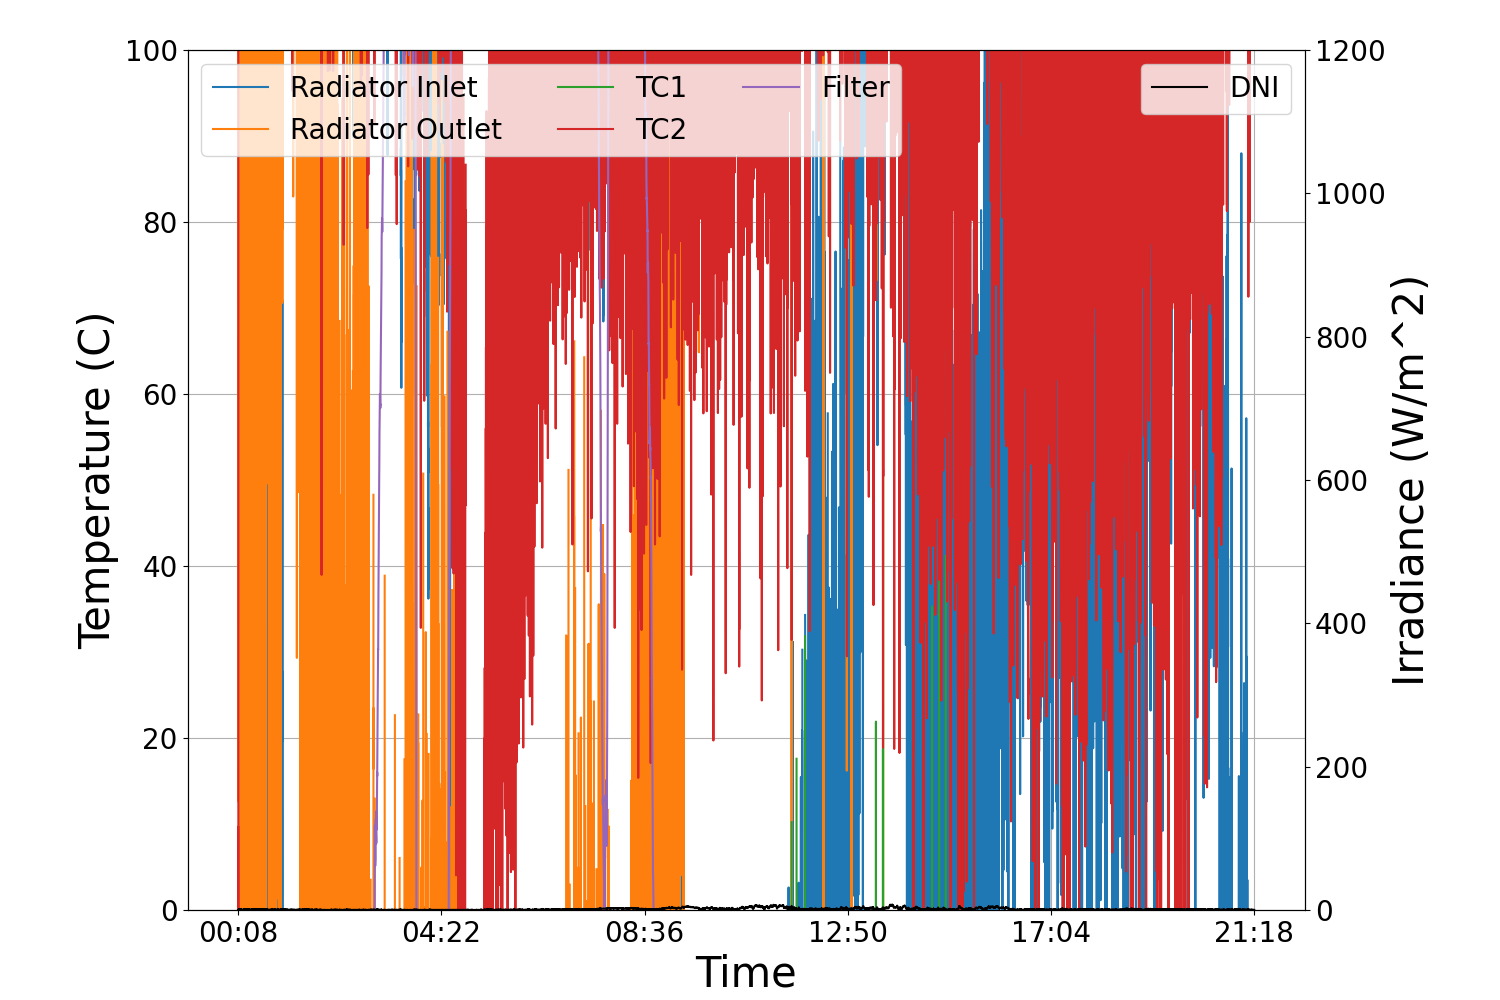 100
80
60
40
20
0
Temperature (C)
Radiator Inlet
Radiator Outlet
TC1
TC2
Filter
DNI
1200
1000
800
600
400
200
0
Irradiance (W/m^2)
00:08
04:22
08:36
12:50
17:04
21:18
Time